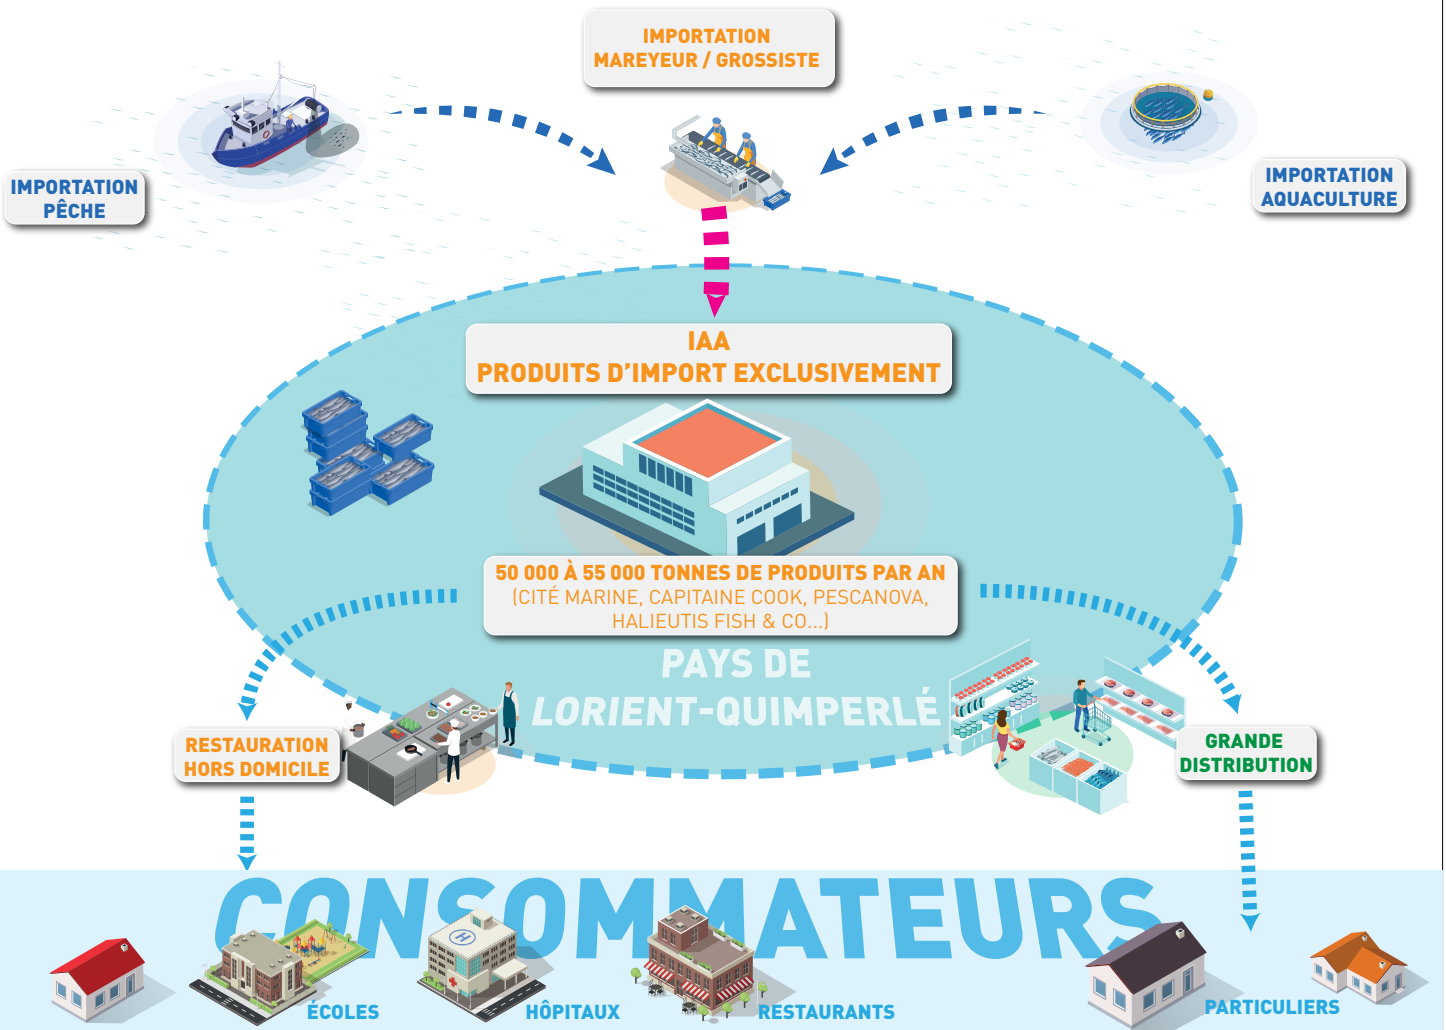 IMPORTATION
MAREYEUR / GROSSISTE
IMPORTATION
PÊCHE
IMPORTATION
AQUACULTURE
IAA
PRODUITS D'IMPORT EXCLUSIVEMENT
50 000 À 55 000 TONNES DE PRODUITS PAR AN
(CITÉ MARINE, CAPITAINE COOK, PESCANOVA,
HALIEUTIS FISH & CO...)
PAYS DE
LORIENT-QUIMPERLÉ
RESTAURATION
HORS DOMICILE
GRANDE
DISTRIBUTION
CONSOMMATEURS
H
ÉCOLES
HÔPITAUX
RESTAURANTS
PARTICULIERS